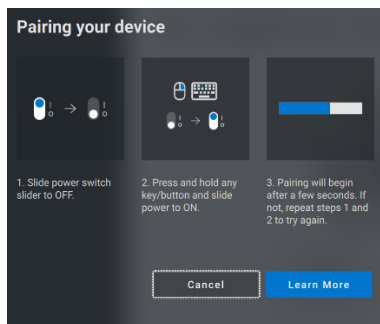 Pairing your device
1. Slide power switch
slider to OFF.
2. Press and hold any
key/button and slide
power to ON.
3. Pairing will begin
after a few seconds. If
not, repeat steps 1 and
2 to try again.
Cancel
Learn More